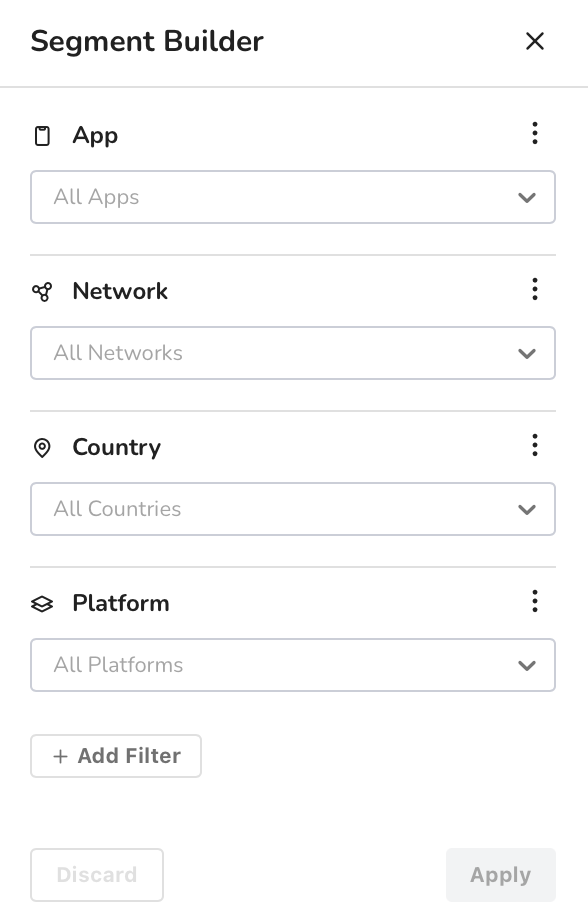 Segment Builder
App
All Apps
Network
All Networks
Country
All Countries
Platform
All Platforms
+ Add Filter
Discard
Apply